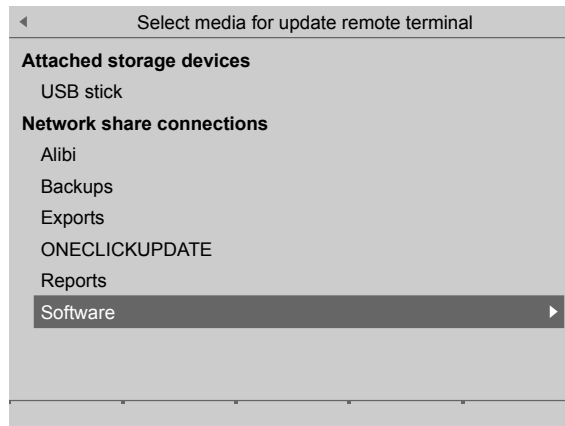 Select media for update remote terminal
Attached storage devices
USB stick
Network share connections
Alibi
Backups
Exports
ONECLICKUPDATE
Reports
Software